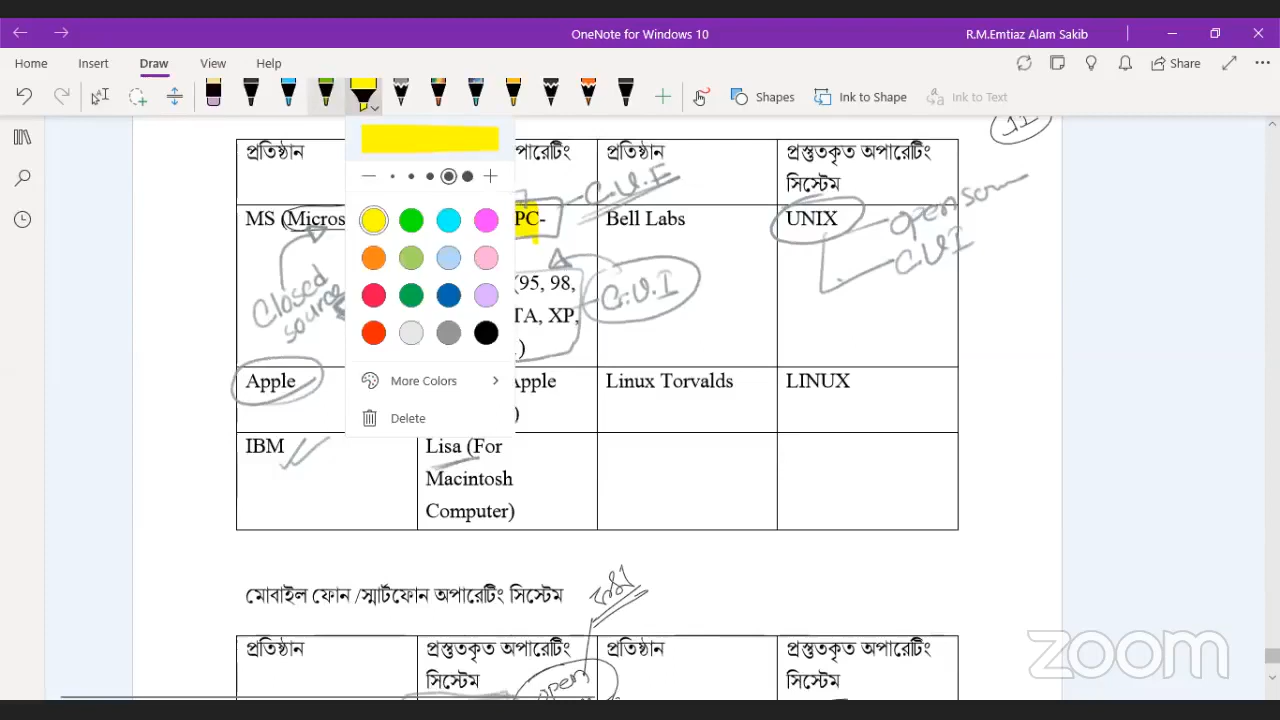 OneNote for Windows 10
R.M.Emtiaz Alam Sakib
Home Insert Draw View Help
Share
Shapes Ink to Shape Ink to Text
11
প্রতিষ্ঠান পারেটিং প্রতিষ্ঠান প্রস্তুতকৃত অপারেটিং
সিস্টেম
C.U.E
MS (Micros PC- Bell Labs UNIX
open sour
C.U.I
Closed
source
(95, 98,
G.U.I
TA, XP,
)
Apple Apple Linux Torvalds LINUX
)
More Colors
Delete
IBM Lisa (For
Macintosh
Computer)
মোবাইল ফোন /স্মার্টফোন অপারেটিং সিস্টেম
প্রতিষ্ঠান প্রস্তুতকৃত অপারেটিং প্রতিষ্ঠান প্রস্তুতকৃত অপারেটিং
সিস্টেম সিস্টেম
open
zoom